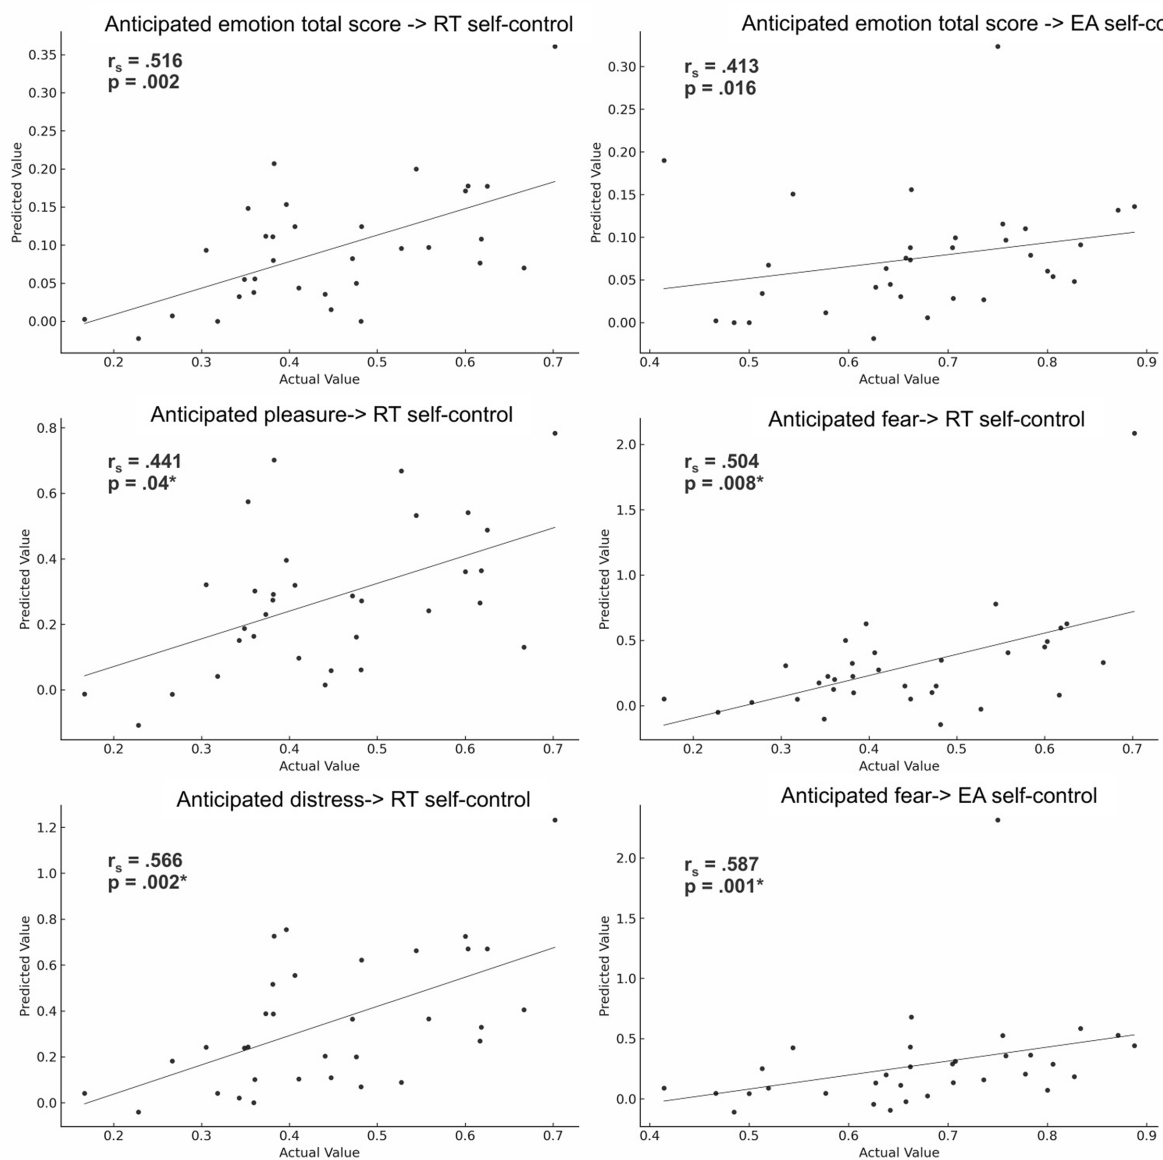 Anticipated emotion total score -> RT self-control
rs = .516
p = .002
0.35
0.30
0.25
0.20
0.15
0.10
0.05
0.00
Predicted Value
0.2 0.3 0.4 0.5 0.6 0.7
Actual Value
Anticipated emotion total score -> EA self-co
rs = .413
p = .016
0.30
0.25
0.20
0.15
0.10
0.05
0.00
Predicted Value
0.4 0.5 0.6 0.7 0.8 0.9
Actual Value
Anticipated pleasure-> RT self-control
rs = .441
p = .04*
0.8
0.6
0.4
0.2
0.0
Predicted Value
0.2 0.3 0.4 0.5 0.6 0.7
Actual Value
Anticipated fear-> RT self-control
rs = .504
p = .008*
2.0
1.5
1.0
0.5
0.0
Predicted Value
0.2 0.3 0.4 0.5 0.6 0.7
Actual Value
Anticipated distress-> RT self-control
rs = .566
p = .002*
1.2
1.0
0.8
0.6
0.4
0.2
0.0
Predicted Value
0.2 0.3 0.4 0.5 0.6 0.7
Actual Value
Anticipated fear-> EA self-control
rs = .587
p = .001*
2.0
1.5
1.0
0.5
0.0
Predicted Value
0.4 0.5 0.6 0.7 0.8 0.9
Actual Value